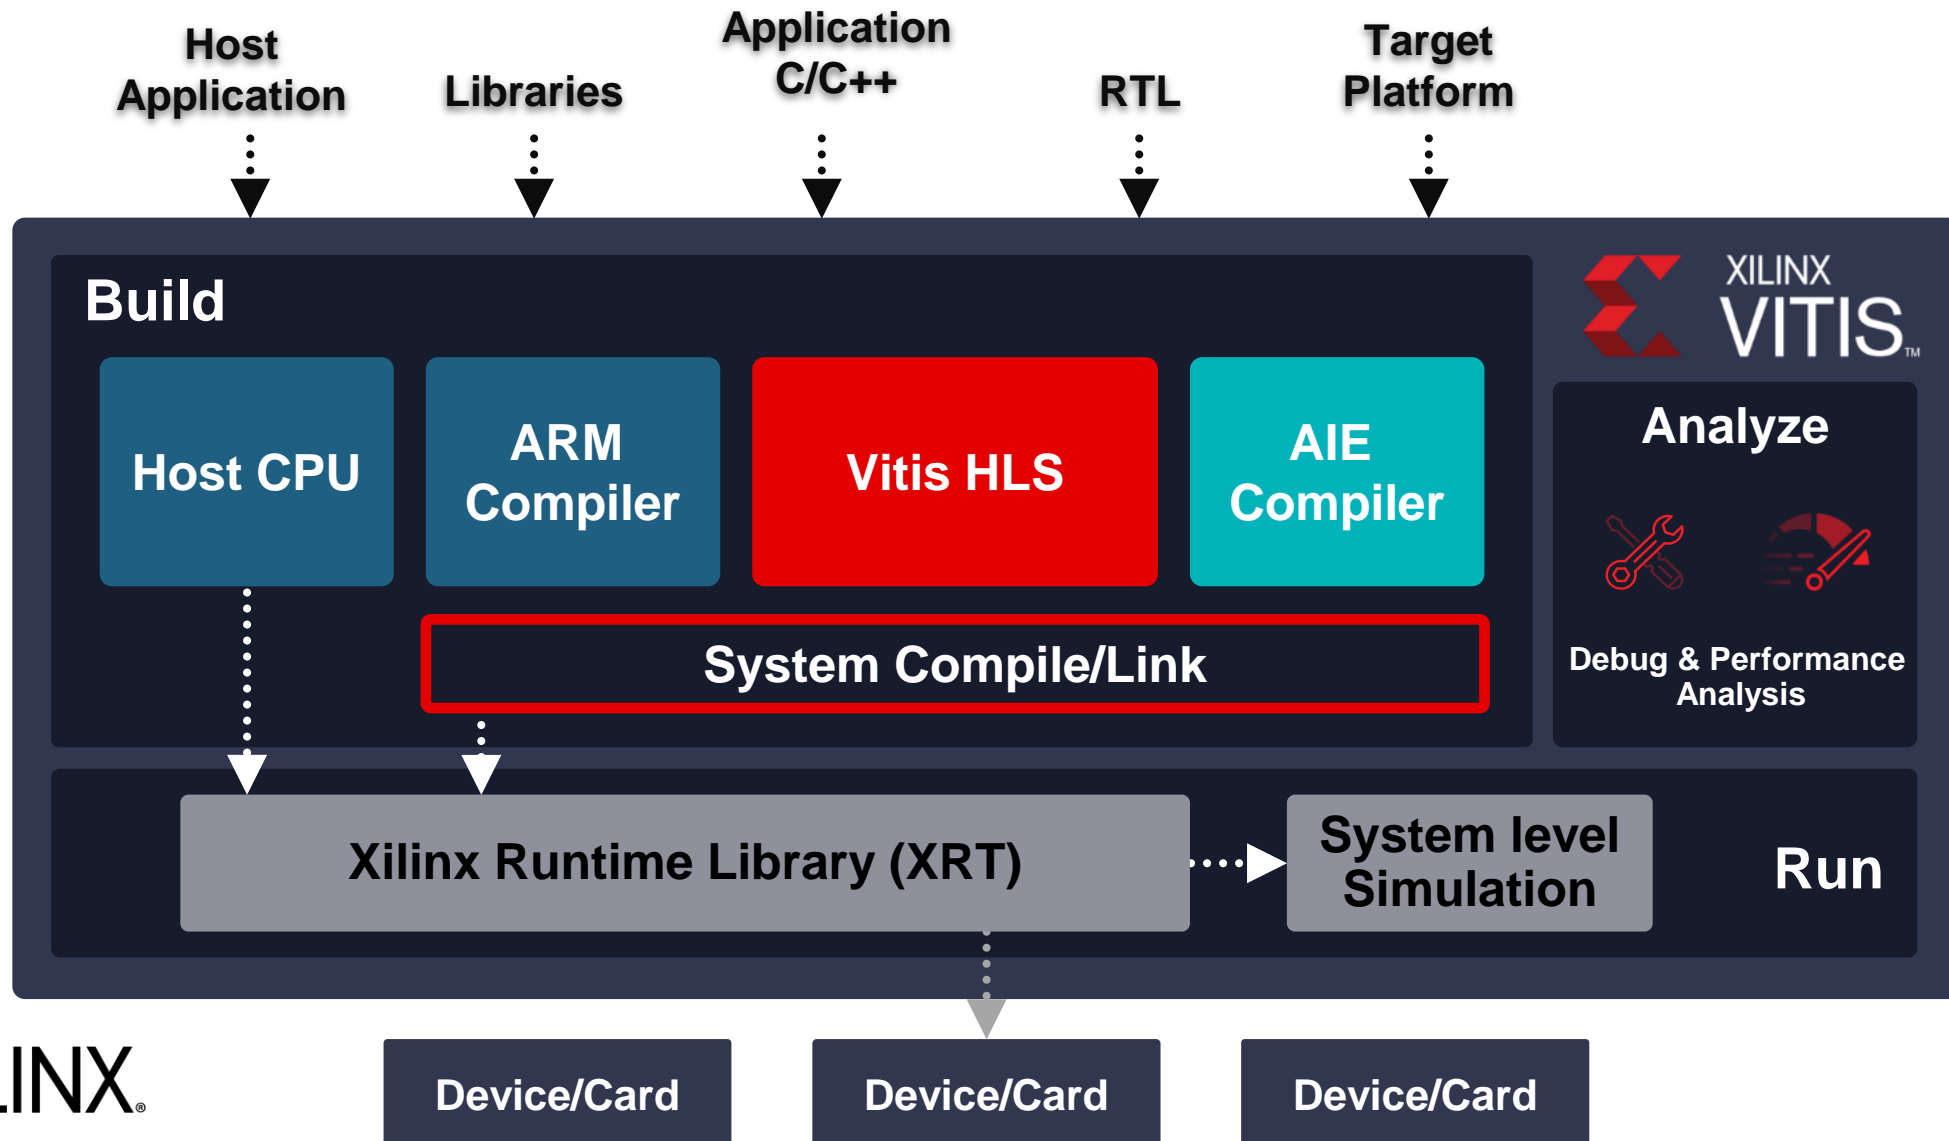 Host
Application
Libraries
Application
C/C++
RTL
Target
Platform
Build
XILINX
VITIS™
Host CPU
ARM
Compiler
Vitis HLS
AIE
Compiler
Analyze
System Compile/Link
Debug & Performance
Analysis
Xilinx Runtime Library (XRT)
System level
Simulation
Run
LINX®
Device/Card
Device/Card
Device/Card